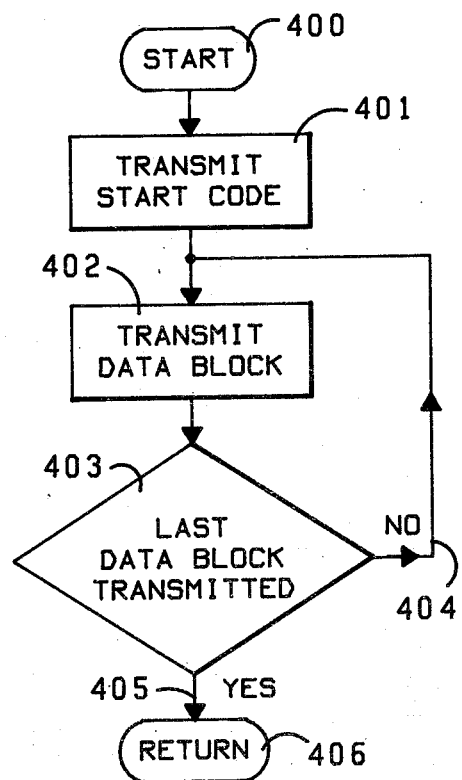 400
START
401
TRANSMIT
START CODE
402
TRANSMIT
DATA BLOCK
403
LAST
DATA BLOCK
TRANSMITTED
NO
404
405
YES
RETURN
406